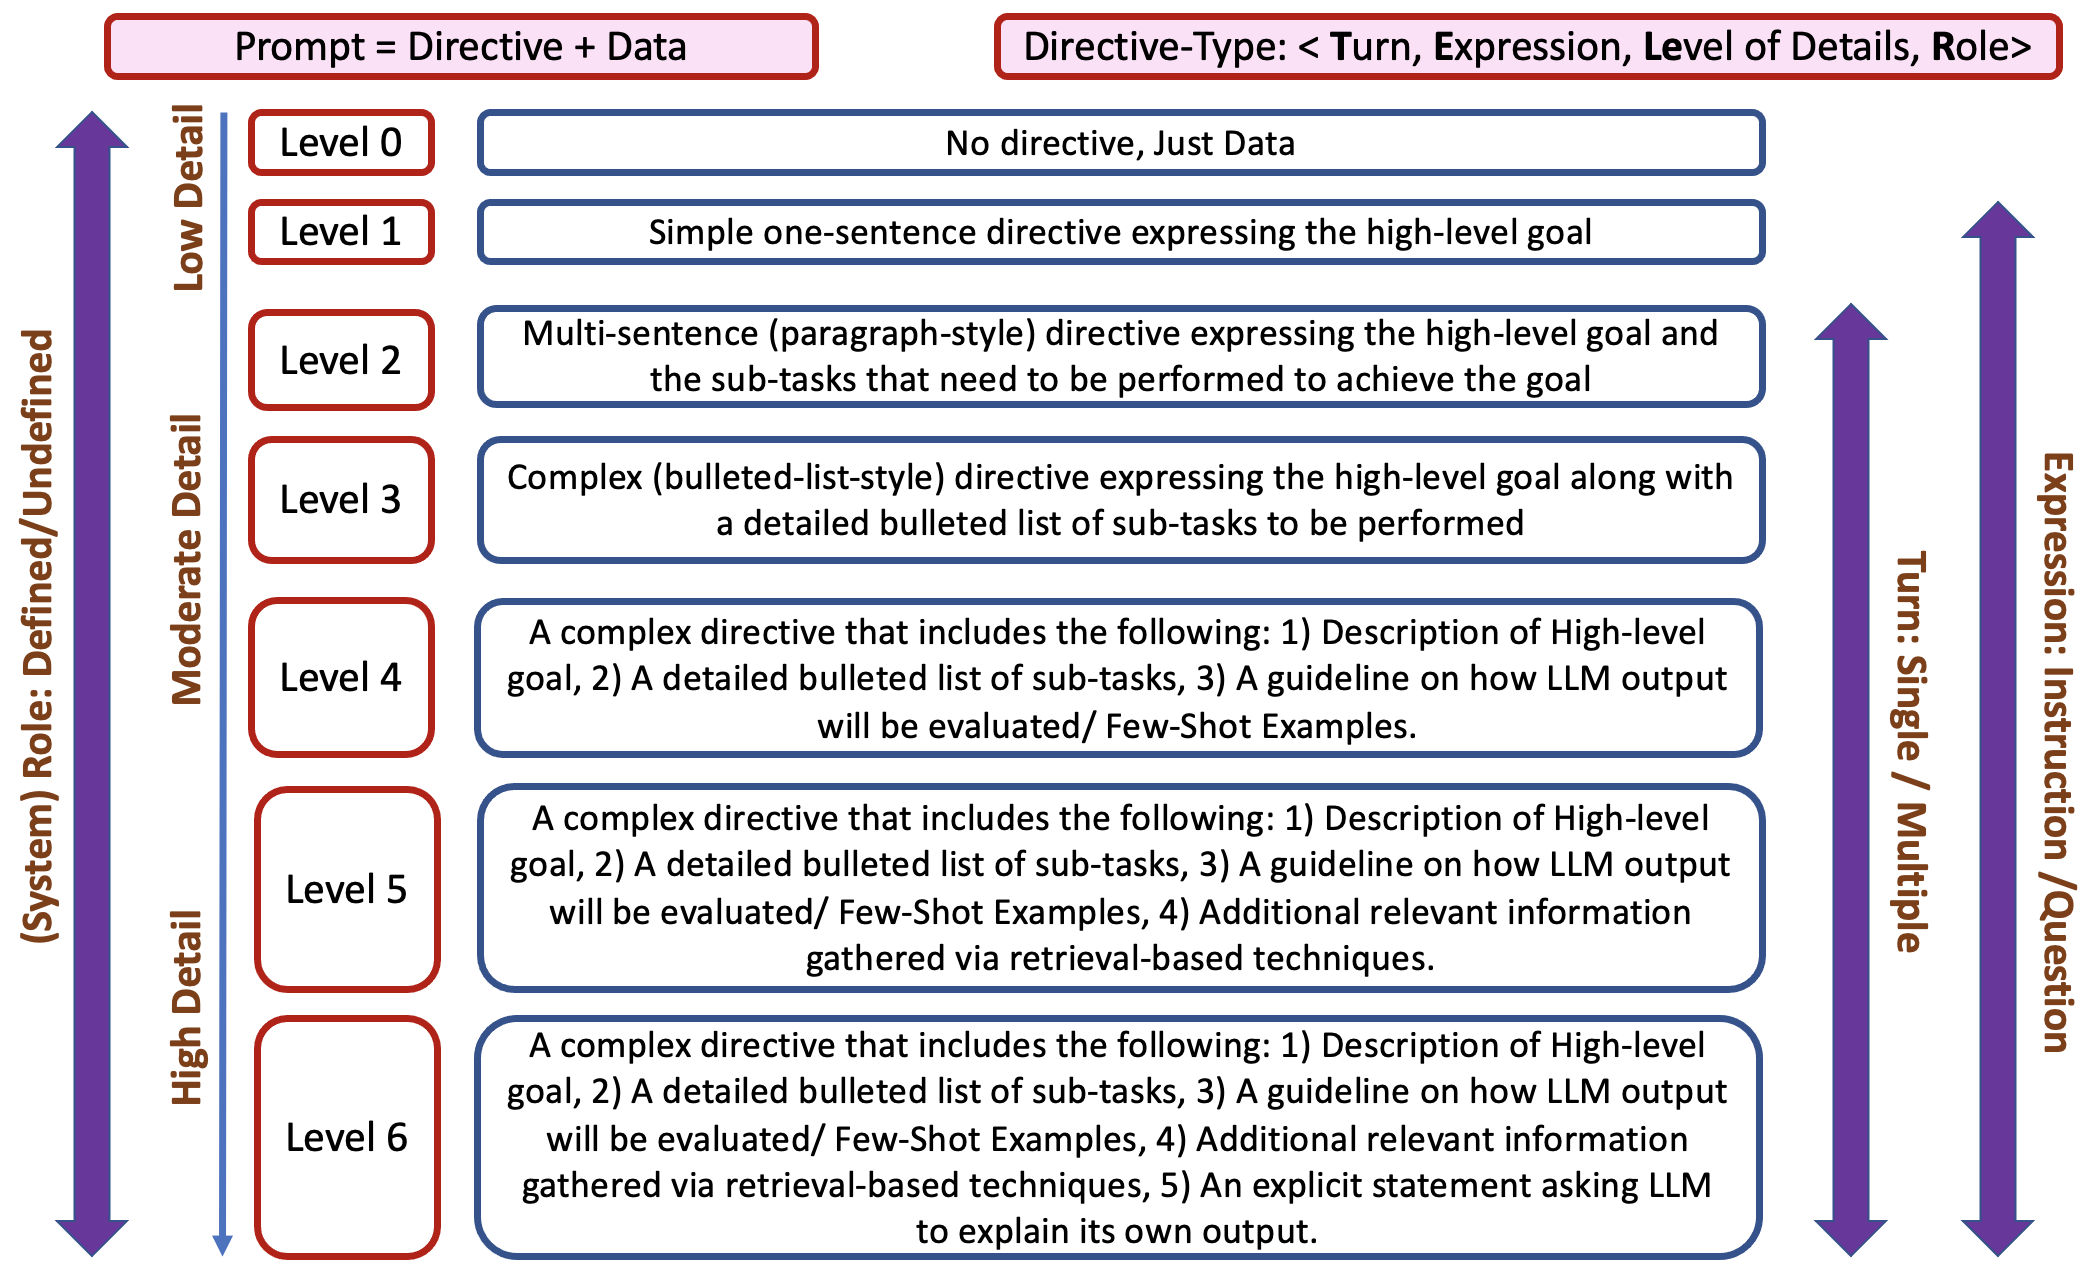 Prompt = Directive + Data
Directive-Type: < Turn, Expression, Level of Details, Role>
(System) Role: Defined/Undefined
Low Detail
Moderate Detail
High Detail
Level 0
No directive, Just Data
Level 1
Simple one-sentence directive expressing the high-level goal
Level 2
Multi-sentence (paragraph-style) directive expressing the high-level goal and
the sub-tasks that need to be performed to achieve the goal
Level 3
Complex (bulleted-list-style) directive expressing the high-level goal along with
a detailed bulleted list of sub-tasks to be performed
Level 4
A complex directive that includes the following: 1) Description of High-level
goal, 2) A detailed bulleted list of sub-tasks, 3) A guideline on how LLM output
will be evaluated/ Few-Shot Examples.
Level 5
A complex directive that includes the following: 1) Description of High-level
goal, 2) A detailed bulleted list of sub-tasks, 3) A guideline on how LLM output
will be evaluated/ Few-Shot Examples, 4) Additional relevant information
gathered via retrieval-based techniques.
Level 6
A complex directive that includes the following: 1) Description of High-level
goal, 2) A detailed bulleted list of sub-tasks, 3) A guideline on how LLM output
will be evaluated/ Few-Shot Examples, 4) Additional relevant information
gathered via retrieval-based techniques, 5) An explicit statement asking LLM
to explain its own output.
Turn: Single / Multiple
Expression: Instruction /Question